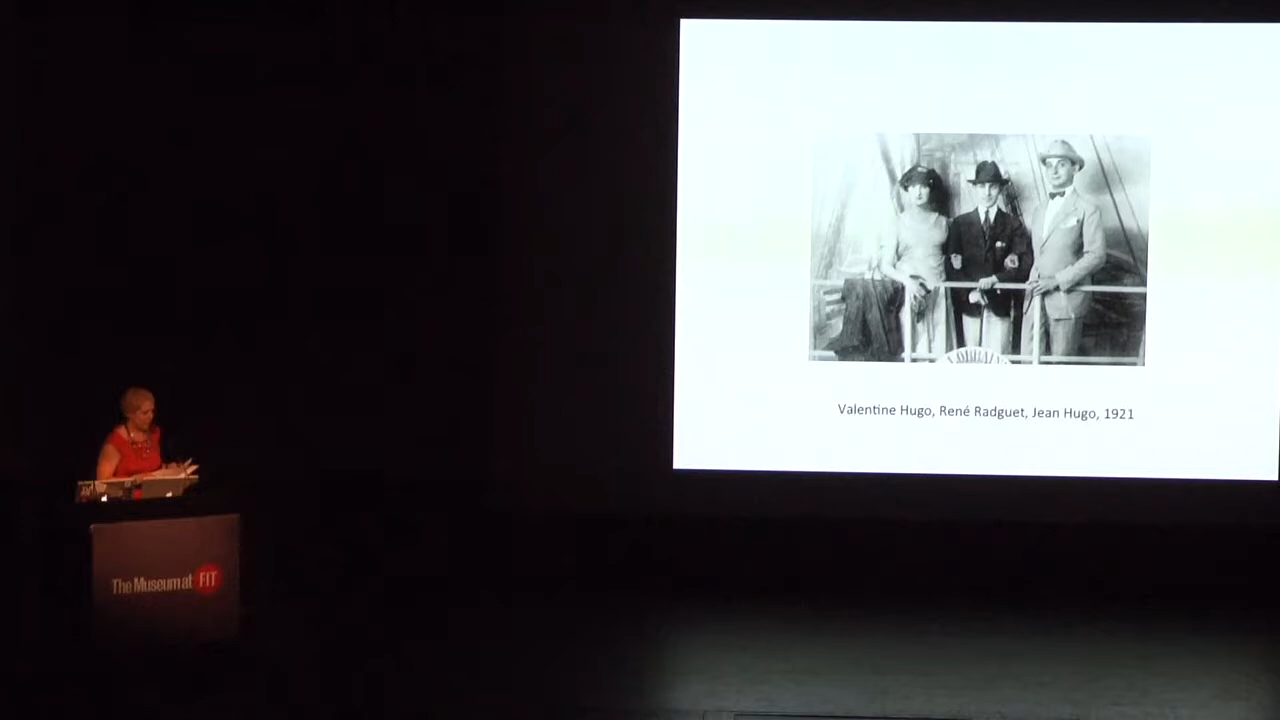 Valentine Hugo, René Radguet, Jean Hugo, 1921
The Museum at FIT